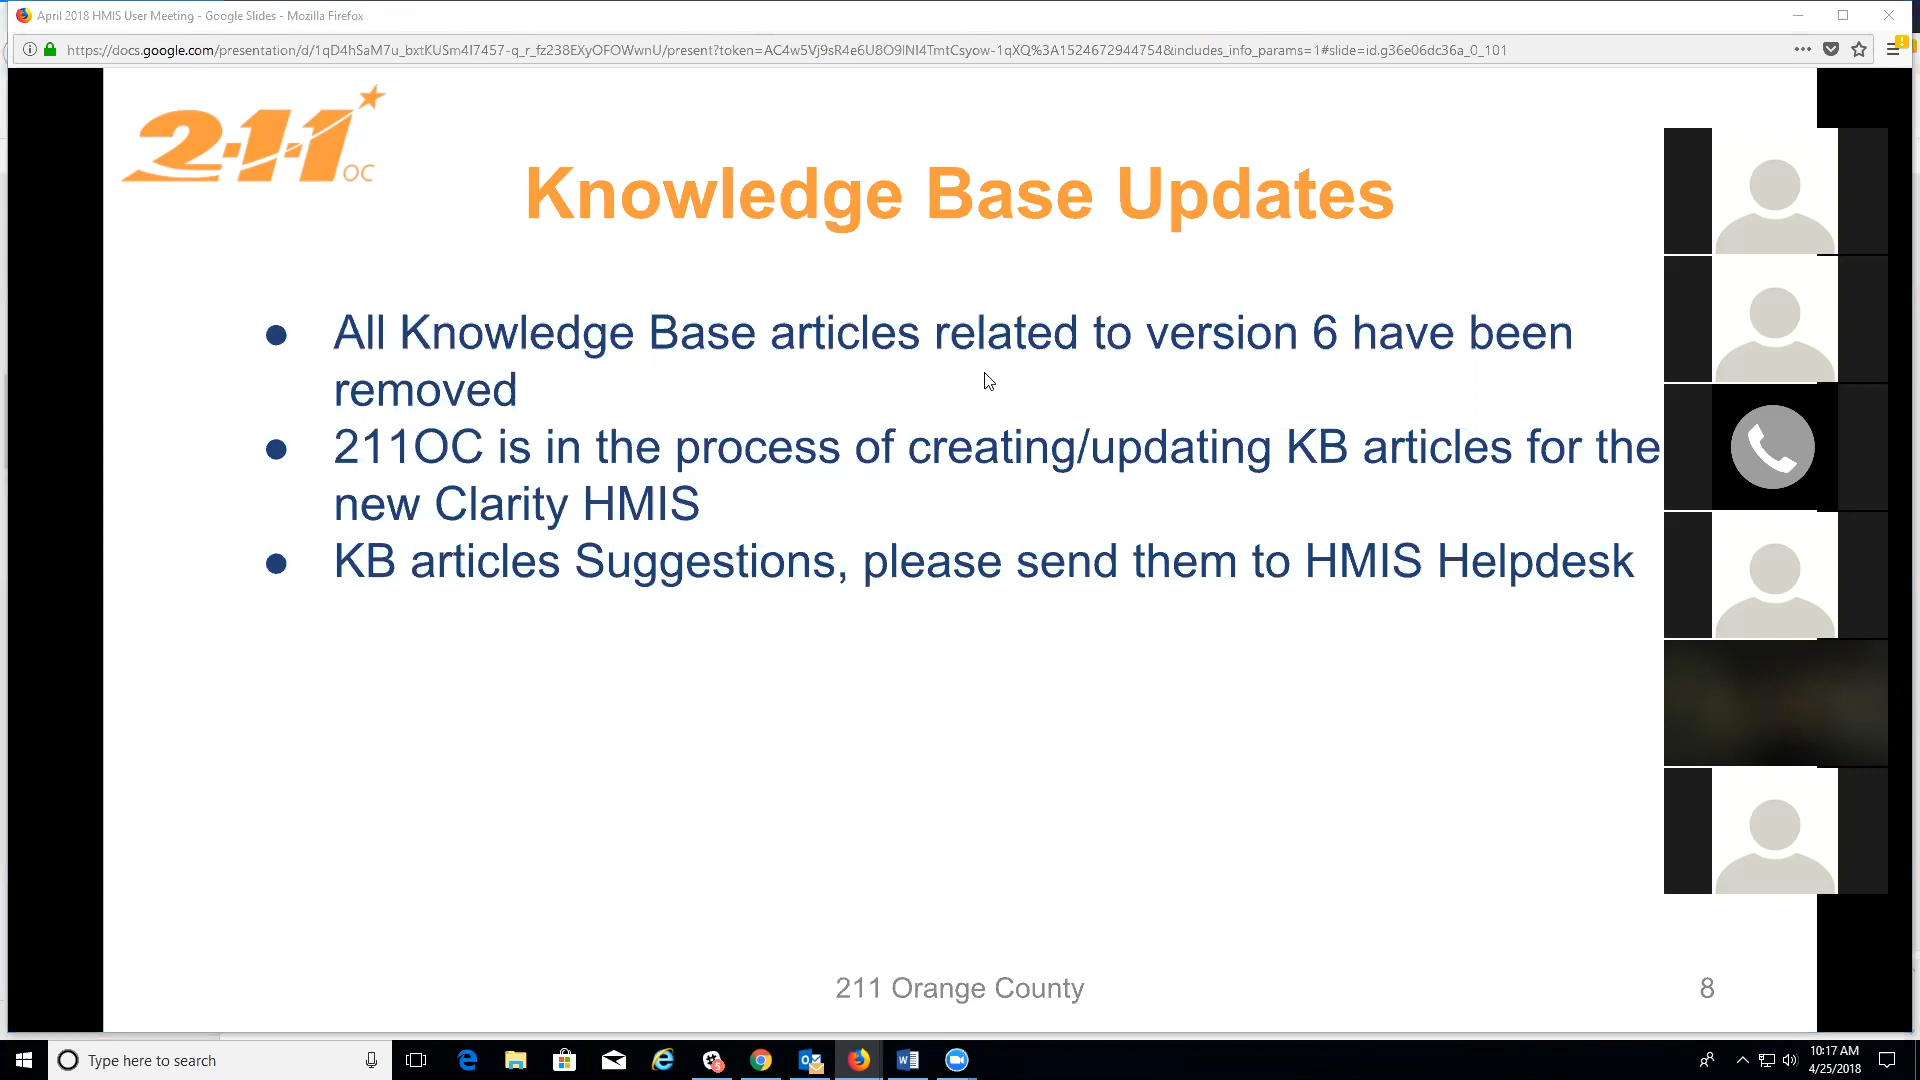 April 2018 HMIS User Meeting - Google Slides - Mozilla Firefox
https://docs.google.com/presentation/d/1qD4hSaM7u_bxtKUSm4I7457-q_r_fz238EXyOFOWwnU/present?token=AC4w5Vj9sR4e6U8O9lNI4TmtCsyow-1qXQ%3A1524672944754&includes_info_params=1#slide=id.g36e06dc36a_0_101
2-1-1 OC
Knowledge Base Updates
● All Knowledge Base articles related to version 6 have been
removed
● 211OC is in the process of creating/updating KB articles for the
new Clarity HMIS
● KB articles Suggestions, please send them to HMIS Helpdesk
211 Orange County
8
Type here to search
10:17 AM
4/25/2018